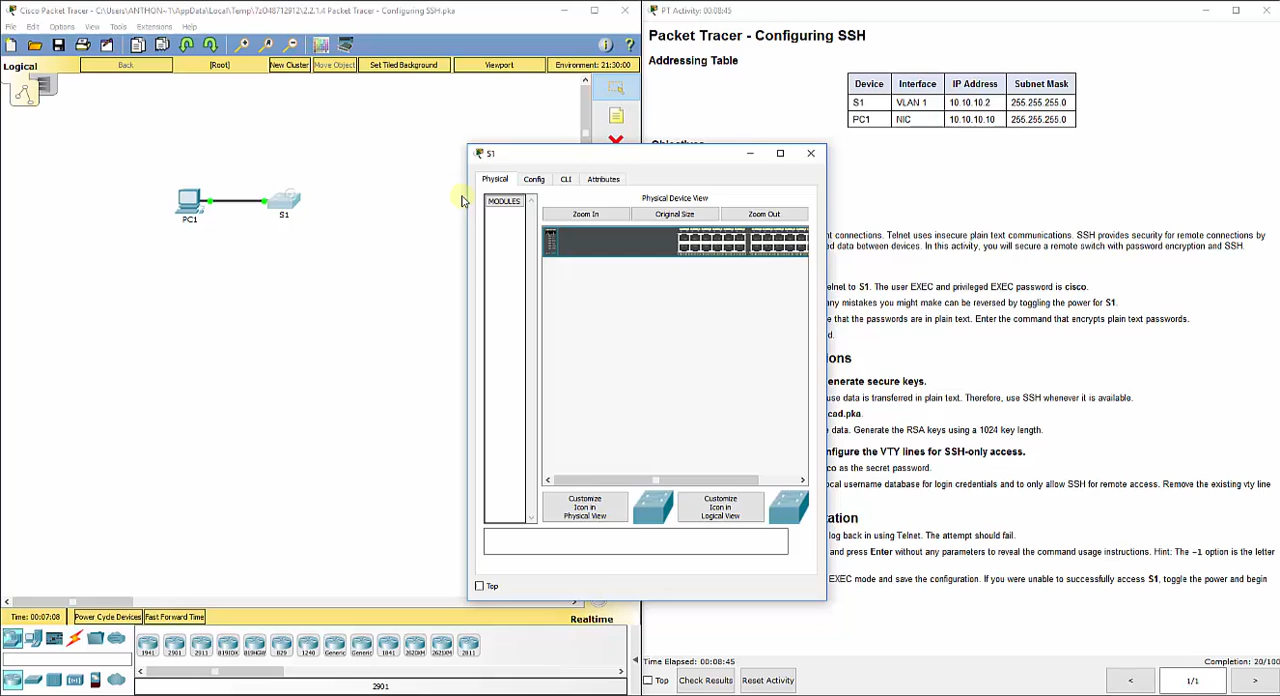 Cisco Packet Tracer - C:\Users\ANTHON~1\AppData\Local\Temp\7zO48712912\2.2.1.4 Packet Tracer - Configuring SSH.pka
File Edit Options View Tools Extensions Help
Logical Back [Root] New Cluster Move Object Set Tiled Background Viewport Environment: 21:30:00
PC1 S1
S1
Physical Config CLI Attributes
MODULES
Physical Device View
Zoom In Original Size Zoom Out
Customize
Icon in
Physical View
Customize
Icon in
Logical View
Top
Time: 00:07:08 Power Cycle Devices Fast Forward Time Realtime
1941 2901 2911 819IOX 819HGW 829 1240 Generic Generic 1841 2620XM 2621XM 2811
2901
PT Activity: 00:08:45
Packet Tracer - Configuring SSH
Addressing Table
Device Interface IP Address Subnet Mask
S1 VLAN 1 10.10.10.2 255.255.255.0
PC1 NIC 10.10.10.10 255.255.255.0
Objectives
nt connections. Telnet uses insecure plain text communications. SSH provides security for remote connections by
ed data between devices. In this activity, you will secure a remote switch with password encryption and SSH.
elnet to S1. The user EXEC and privileged EXEC password is cisco.
any mistakes you might make can be reversed by toggling the power for S1.
e that the passwords are in plain text. Enter the command that encrypts plain text passwords.
d.
ions
enerate secure keys.
use data is transferred in plain text. Therefore, use SSH whenever it is available.
cad.pka.
e data. Generate the RSA keys using a 1024 key length.
nfigure the VTY lines for SSH-only access.
co as the secret password.
ocal username database for login credentials and to only allow SSH for remote access. Remove the existing vty line
tation
log back in using Telnet. The attempt should fail.
and press Enter without any parameters to reveal the command usage instructions. Hint: The -1 option is the letter
EXEC mode and save the configuration. If you were unable to successfully access S1, toggle the power and begin
Time Elapsed: 00:08:45 Completion: 20/100
Top Check Results Reset Activity < 1/1 >